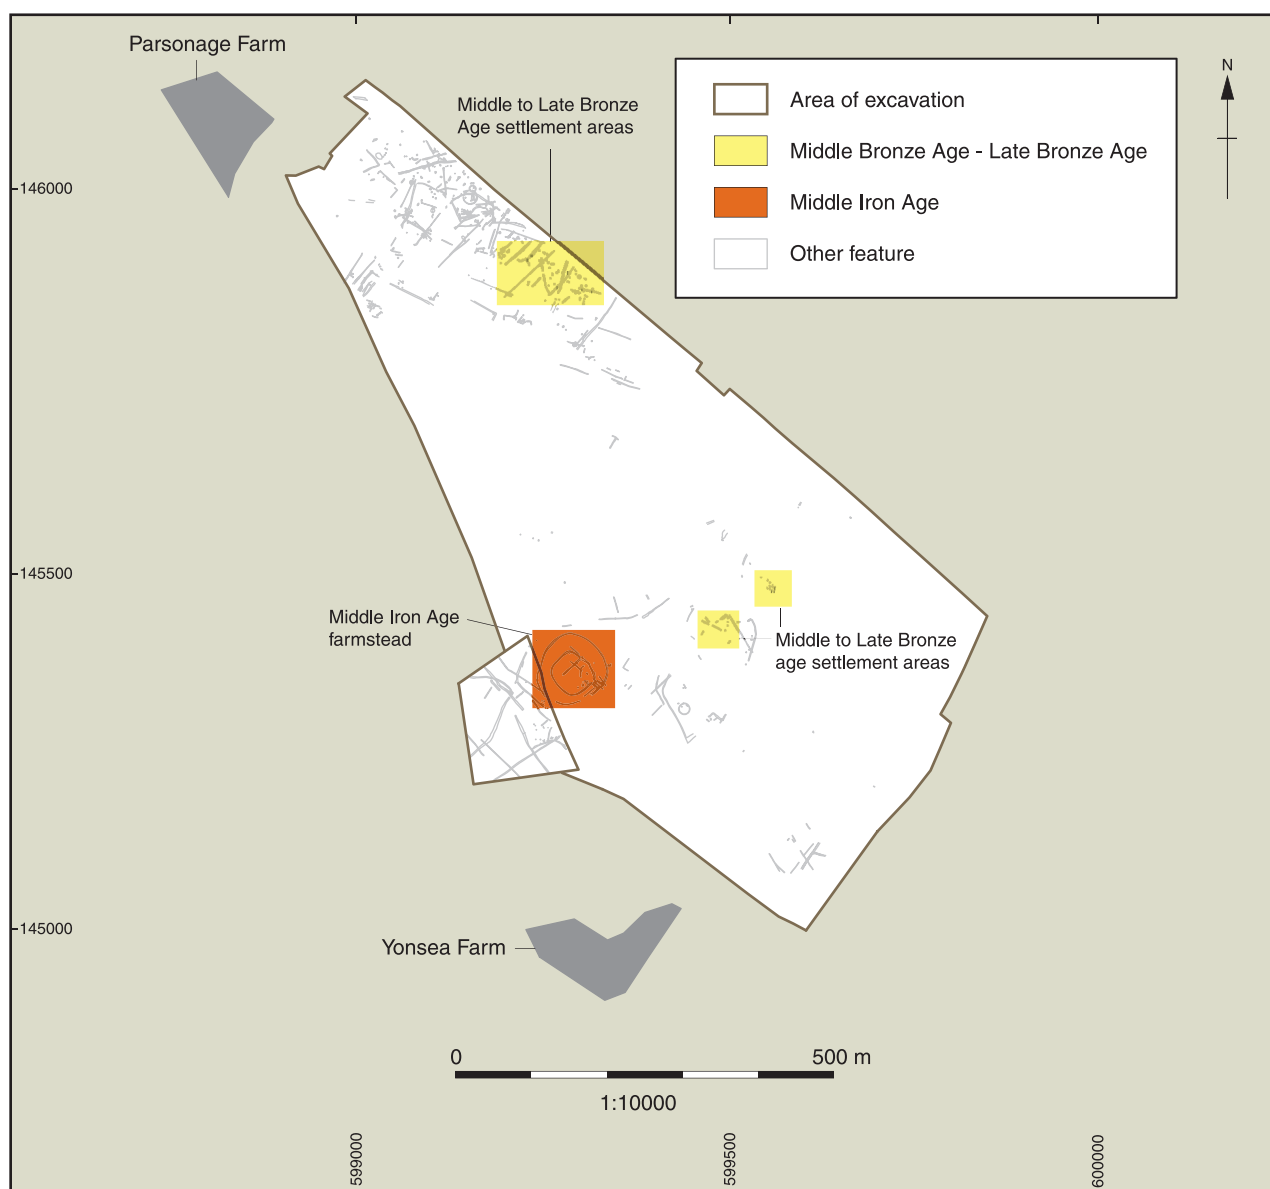 Parsonage Farm
Middle to Late Bronze
Age settlement areas
N
Area of excavation
Middle Bronze Age - Late Bronze Age
Middle Iron Age
Other feature
146000
145500
Middle Iron Age
farmstead
Middle to Late Bronze
age settlement areas
145000
Yonsea Farm
0
500 m
1:10000
599000
599500
600000